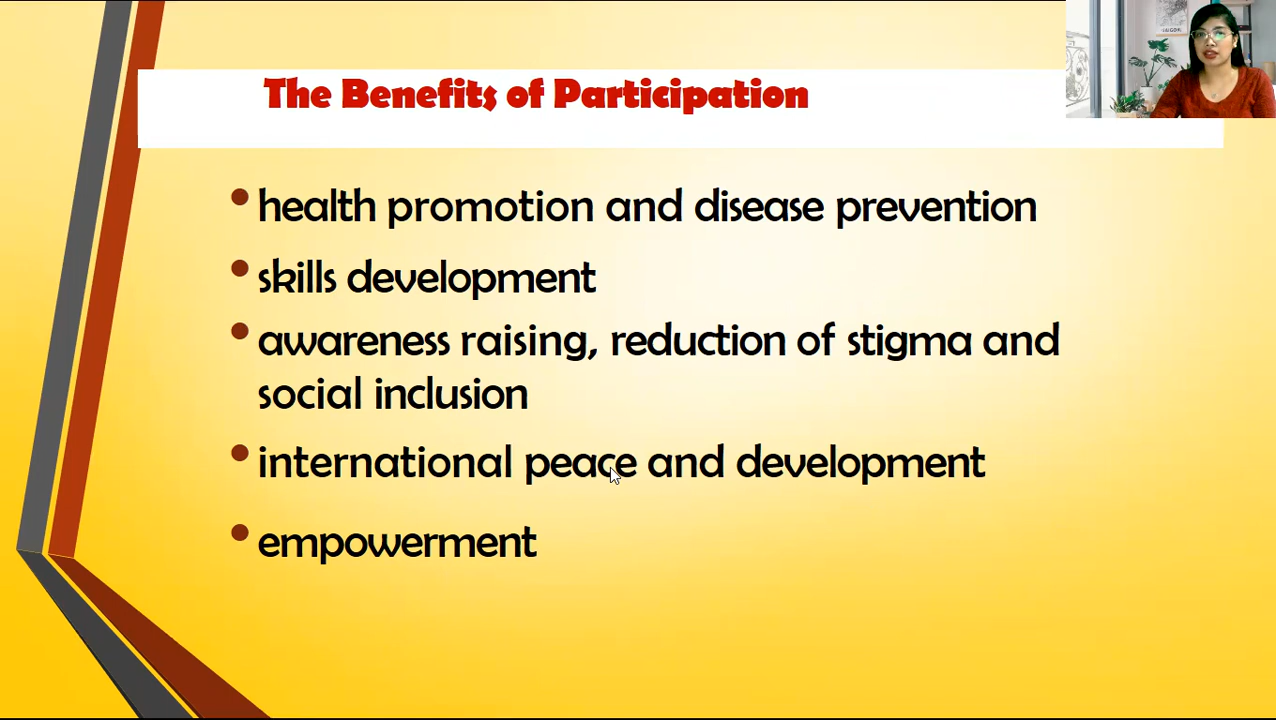 The Benefits of Participation
• health promotion and disease prevention
• skills development
• awareness raising, reduction of stigma and
social inclusion
• international peace and development
• empowerment